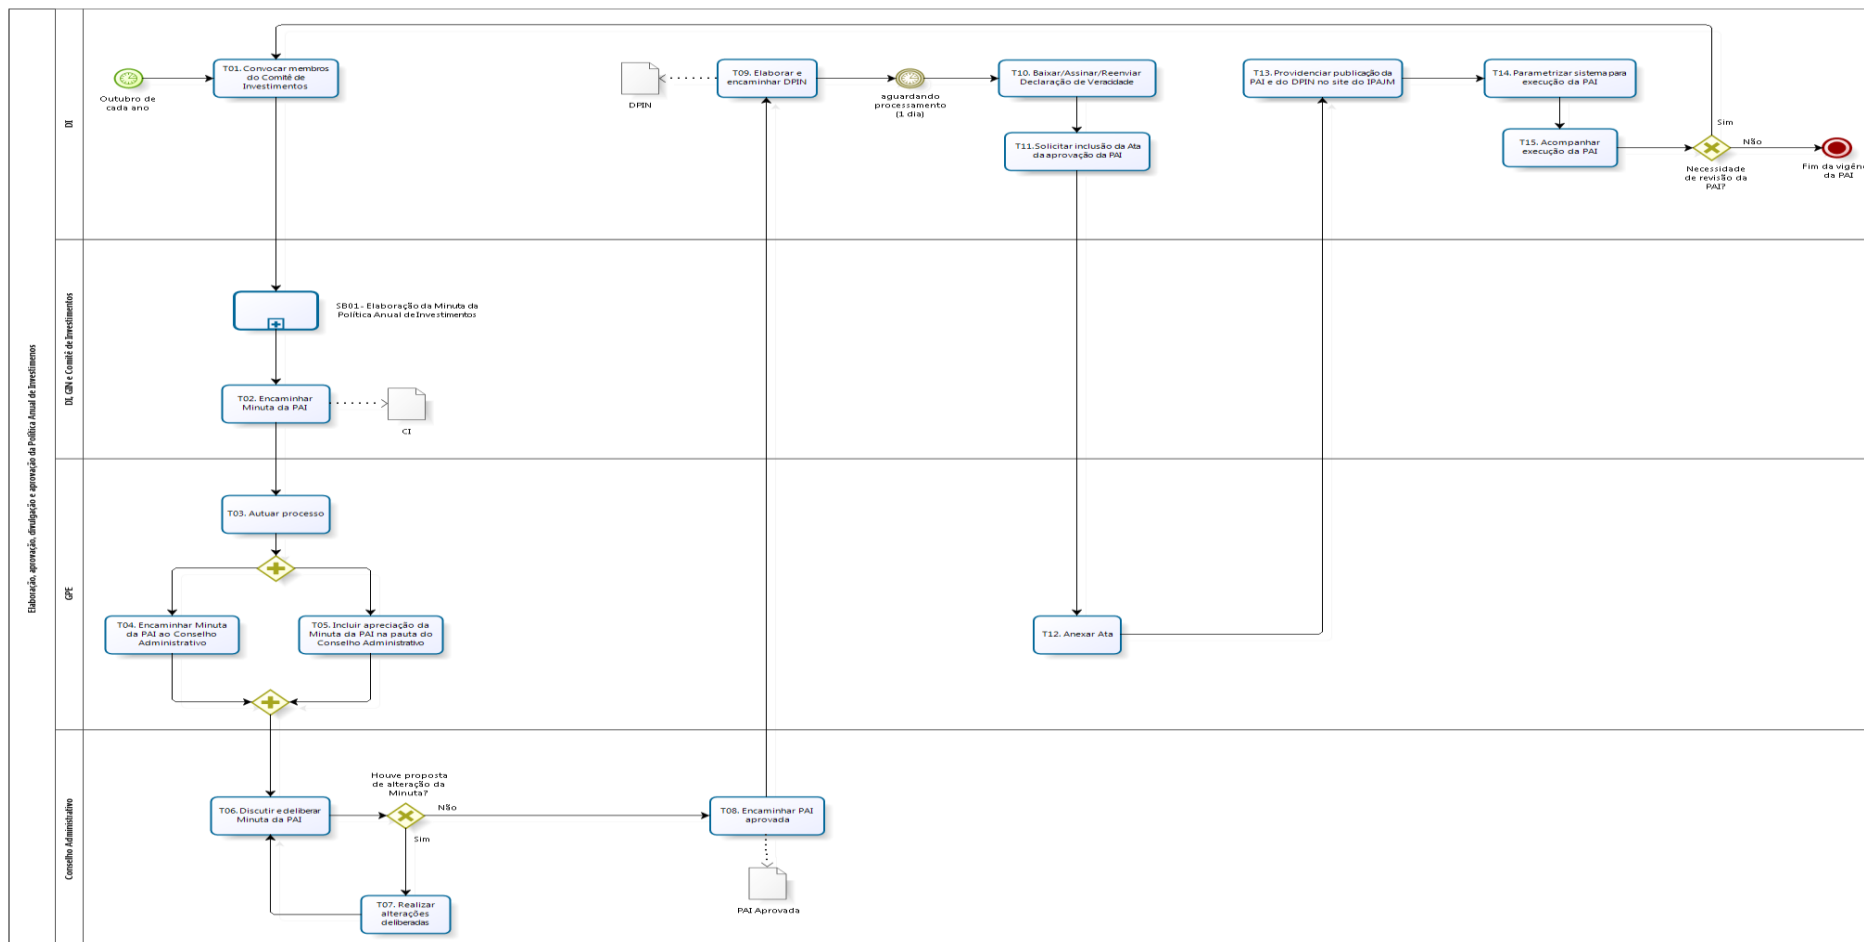 Elaboração, aprovação, divulgação e aprovação da Política Anual de Investimenos
DI
Outubro de
cada ano
T01. Convocar membros
do Comitê de
Investimentos
DPIN
T09. Elaborar e
encaminhar DPIN
aguardando
processamento
(1 dia)
T10. Baixar/Assinar/Reenviar
Declaração de Veracidade
T11.Solicitar inclusão da Ata
da aprovação da PAI
T13. Providenciar publicação da
PAI e do DPIN no site do IPAJM
T14. Parametrizar sistema para
execução da PAI
T15. Acompanhar
execução da PAI
Sim
Não
Necessidade
de revisão da
PAI?
Fim da vigênc
da PAI
DI, GIN e Comitê de Investimentos
SB01 - Elaboração da Minuta da
Política Anual de Investimentos
T02. Encaminhar
Minuta da PAI
CI
GPE
T03. Autuar processo
T04. Encaminhar Minuta
da PAI ao Conselho
Administrativo
T05. Incluir apreciação da
Minuta da PAI na pauta do
Conselho Administrativo
T12. Anexar Ata
Conselho Administrativo
T06. Discutir e deliberar
Minuta da PAI
Houve proposta
de alteração da
Minuta?
Não
Sim
T07. Realizar
alterações
deliberadas
T08. Encaminhar PAI
aprovada
PAI Aprovada